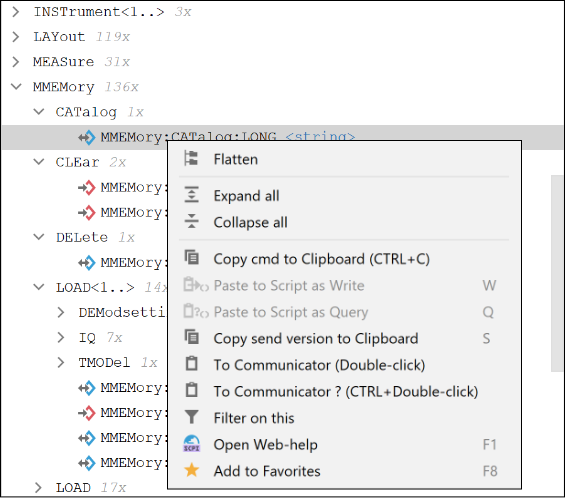 INSTrument<1..> 3x
LAYout 119x
MEASure 31x
MMEMory 136x
CATalog 1x
MMEMory:CATalog:LONG <string>
CLEar 2x
MMEMory:
MMEMory:
DELete 1x
MMEMory:
LOAD<1..> 14x
DEModsetti
IQ 7x
TMODel 1x
MMEMory:
MMEMory:
MMEMory:
MMEMory:
LOAD 17x
Flatten
Expand all
Collapse all
Copy cmd to Clipboard (CTRL+C)
Paste to Script as Write W
Paste to Script as Query Q
Copy send version to Clipboard S
To Communicator (Double-click)
To Communicator ? (CTRL+Double-click)
Filter on this
SCPI Open Web-help F1
Add to Favorites F8